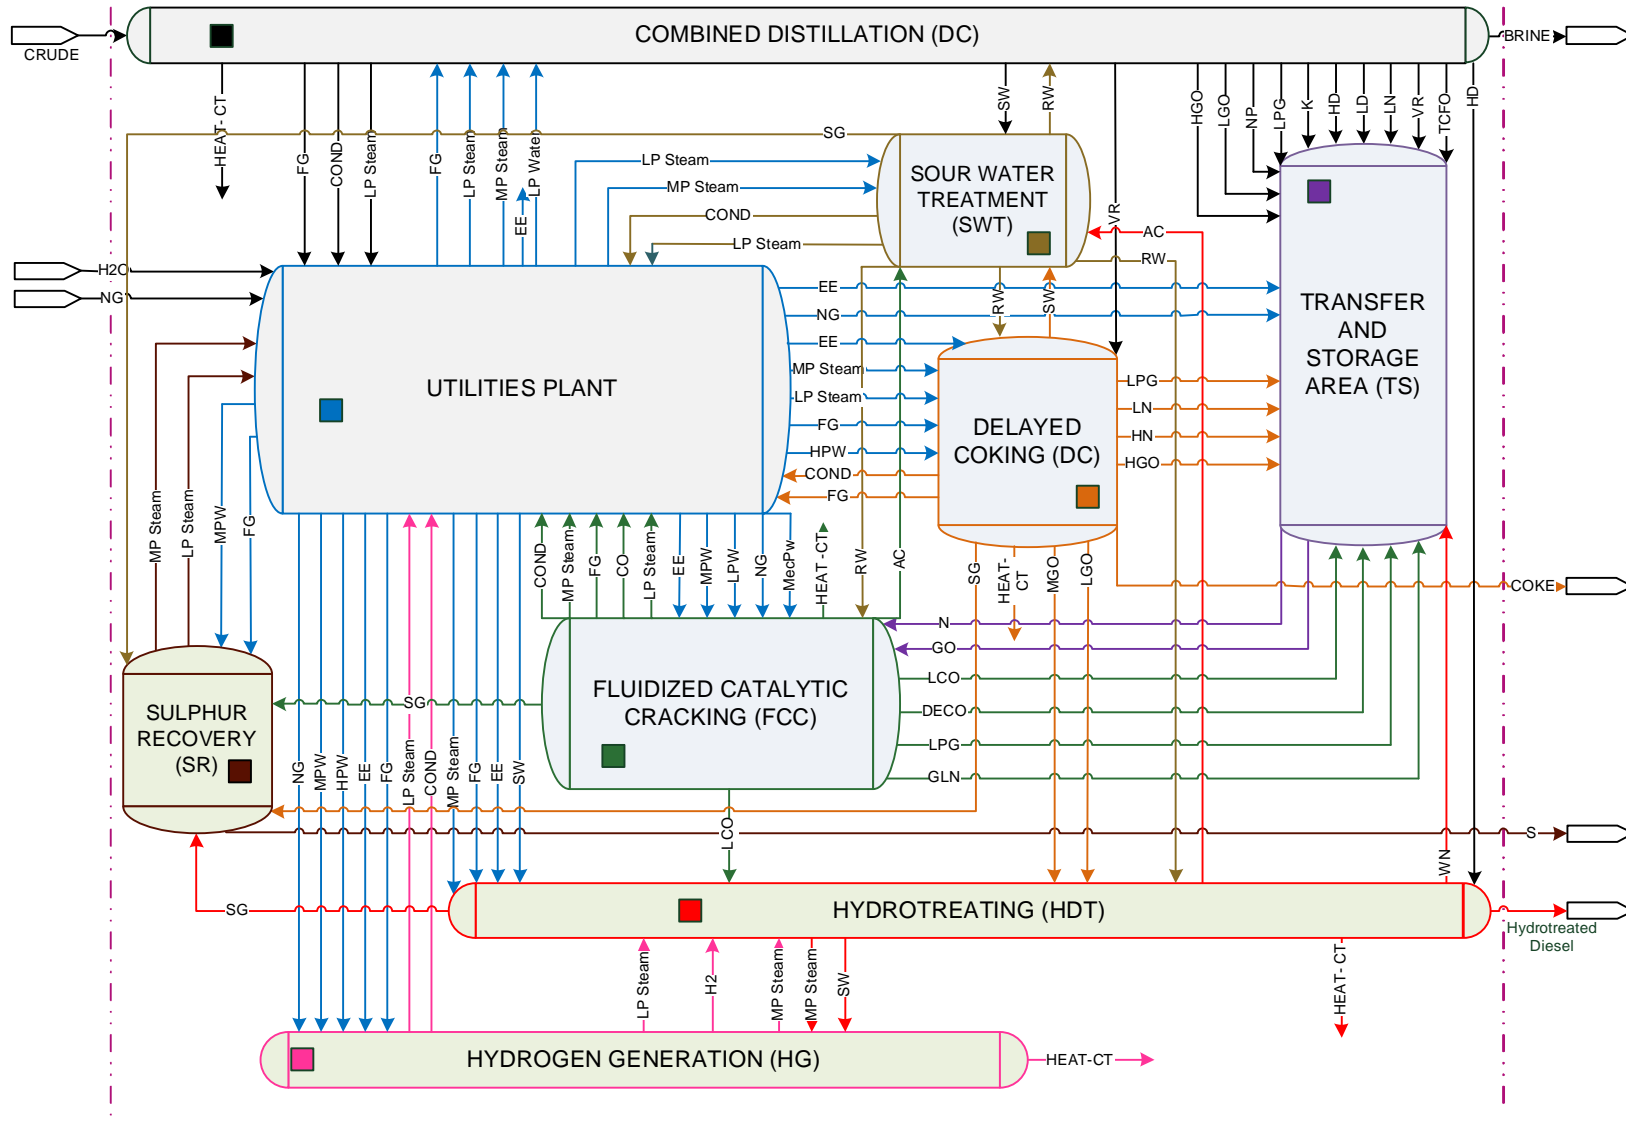 COMBINED DISTILLATION (DC)
CRUDE
BRINE
HEAT- CT
FG
COND
LP Steam
FG
LP Steam
MP Steam
EE
LP Water
SW
RW
VR
HGO
LGO
NP
LPG
K
HD
LD
LN
VR
TCFO
HD
SG
LP Steam
MP Steam
COND
LP Steam
SOUR WATER
TREATMENT
(SWT)
AC
RW
H2O
NG
UTILITIES PLANT
EE
NG
EE
MP Steam
LP Steam
FG
HPW
COND
FG
RW
SW
DELAYED
COKING (DC)
LPG
LN
HN
HGO
TRANSFER
AND
STORAGE
AREA (TS)
MP Steam
LP Steam
MPW
FG
COND
MP Steam
FG
CO
LP Steam
EE
MPW
LPW
NG
MecPw
HEAT -CT
RW
AC
SG
HEAT-
CT
MGO
LGO
COKE
N
GO
LCO
DECO
LPG
GLN
FLUIDIZED CATALYTIC
CRACKING (FCC)
SG
SULPHUR
RECOVERY
(SR)
NG
MPW
HPW
EE
FG
LP Steam
COND
MP Steam
FG
EE
SW
LCO
S
WN
SG
HYDROTREATING (HDT)
Hydrotreated
Diesel
LP Steam
H2
MP Steam
MP Steam
SW
HEAT- CT
HYDROGEN GENERATION (HG)
HEAT-CT